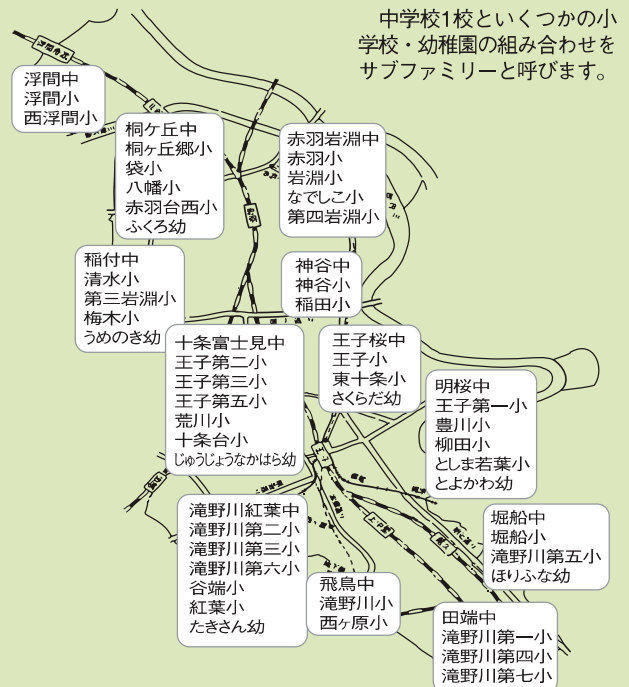 中学校1校といくつかの小
学校・幼稚園の組み合わせを
サブファミリーと呼びます。
浮間中
浮間小
西浮間小
桐ケ丘中
桐ヶ丘郷小
袋小
八幡小
赤羽台西小
ふくろ幼
赤羽岩淵中
赤羽小
岩淵小
なでしこ小
第四岩淵小
稲付中
清水小
第三岩淵小
梅木小
うめのき幼
神谷中
神谷小
稲田小
十条富士見中
王子第二小
王子第三小
王子第五小
荒川小
十条台小
じゅうじょうなかはら幼
王子桜中
王子小
東十条小
さくらだ幼
明桜中
王子第一小
豊川小
柳田小
としま若葉小
とよかわ幼
滝野川紅葉中
滝野川第二小
滝野川第三小
滝野川第六小
谷端小
紅葉小
たきさん幼
飛鳥中
滝野川小
西ヶ原小
堀船中
堀船小
滝野川第五小
ほりふな幼
田端中
滝野川第一小
滝野川第四小
滝野川第七小